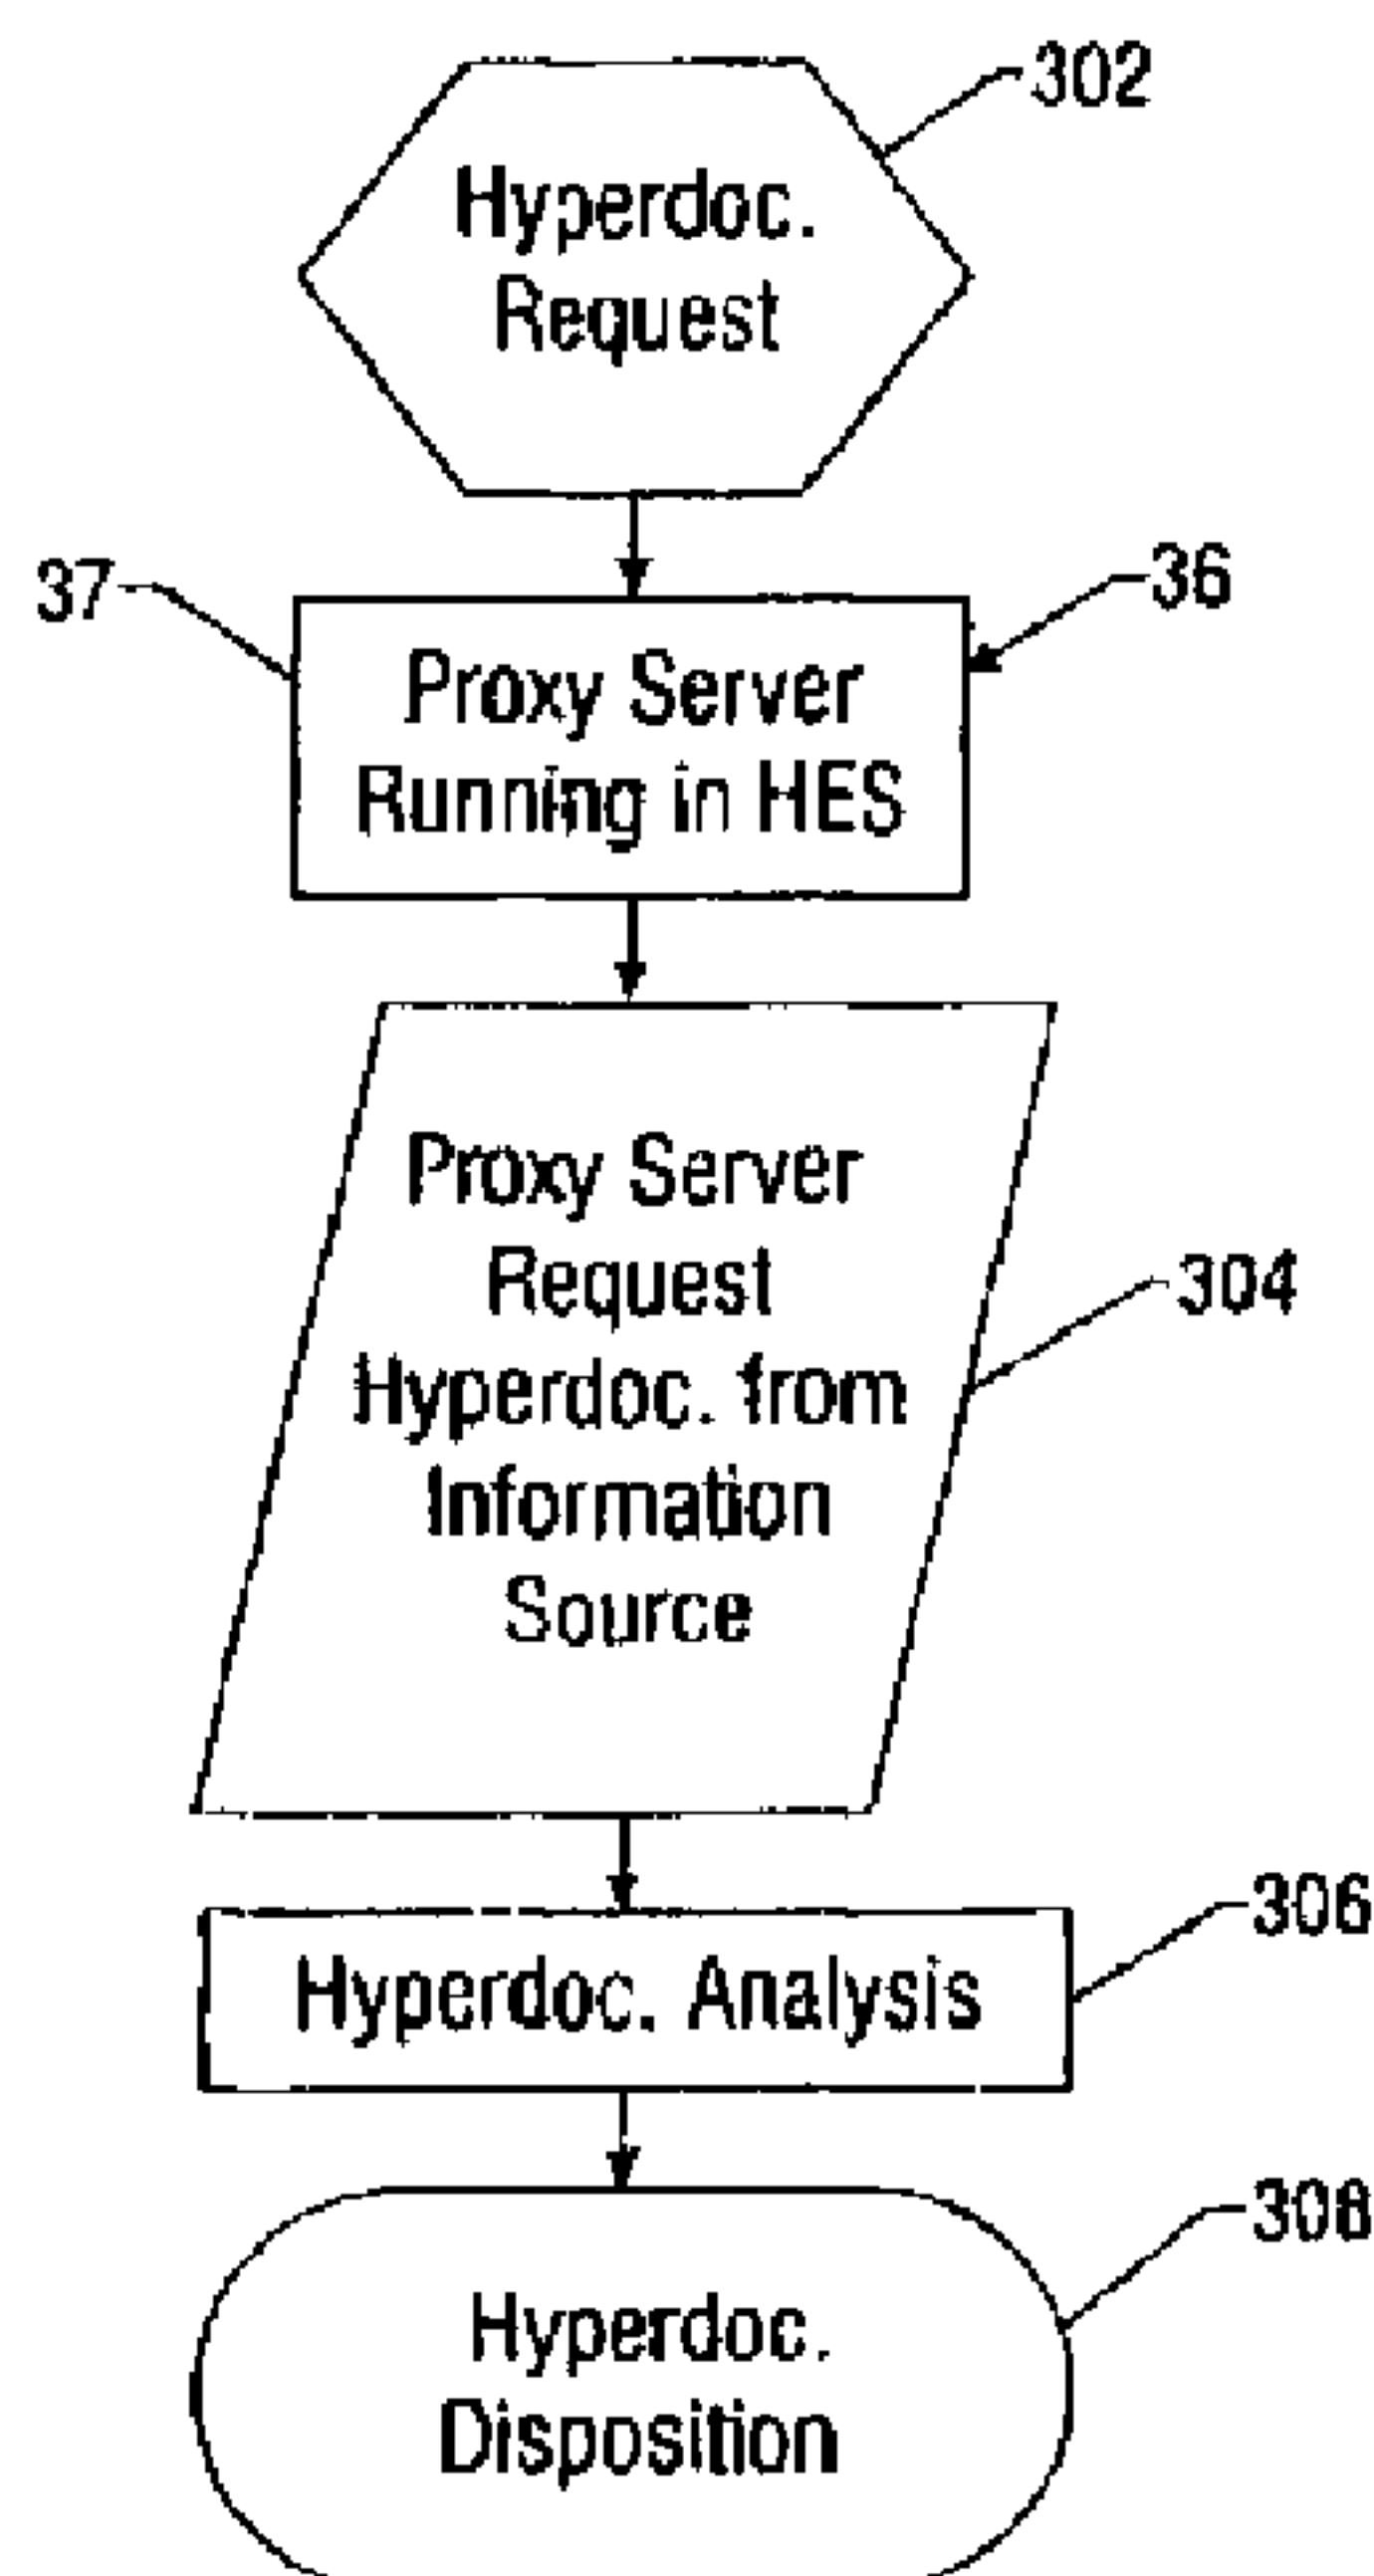 302
Hyperdoc.
Request
37
36
Proxy Server
Running in HES
Proxy Server
Request
Hyperdoc. from
Information
Source
304
306
Hyperdoc. Analysis
308
Hyperdoc.
Disposition